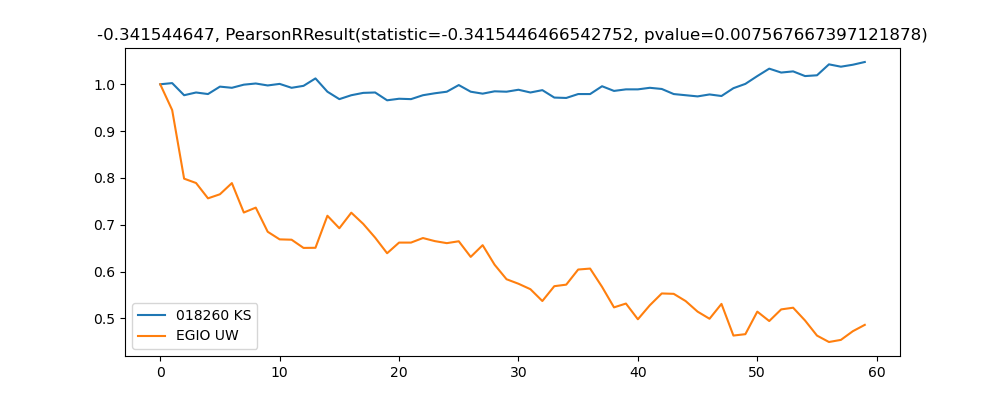 -0.341544647, PearsonRResult(statistic=-0.3415446466542752, pvalue=0.007567667397121878)
1.0
0.9
0.8
0.7
0.6
0.5
018260 KS
EGIO UW
0 10 20 30 40 50 60